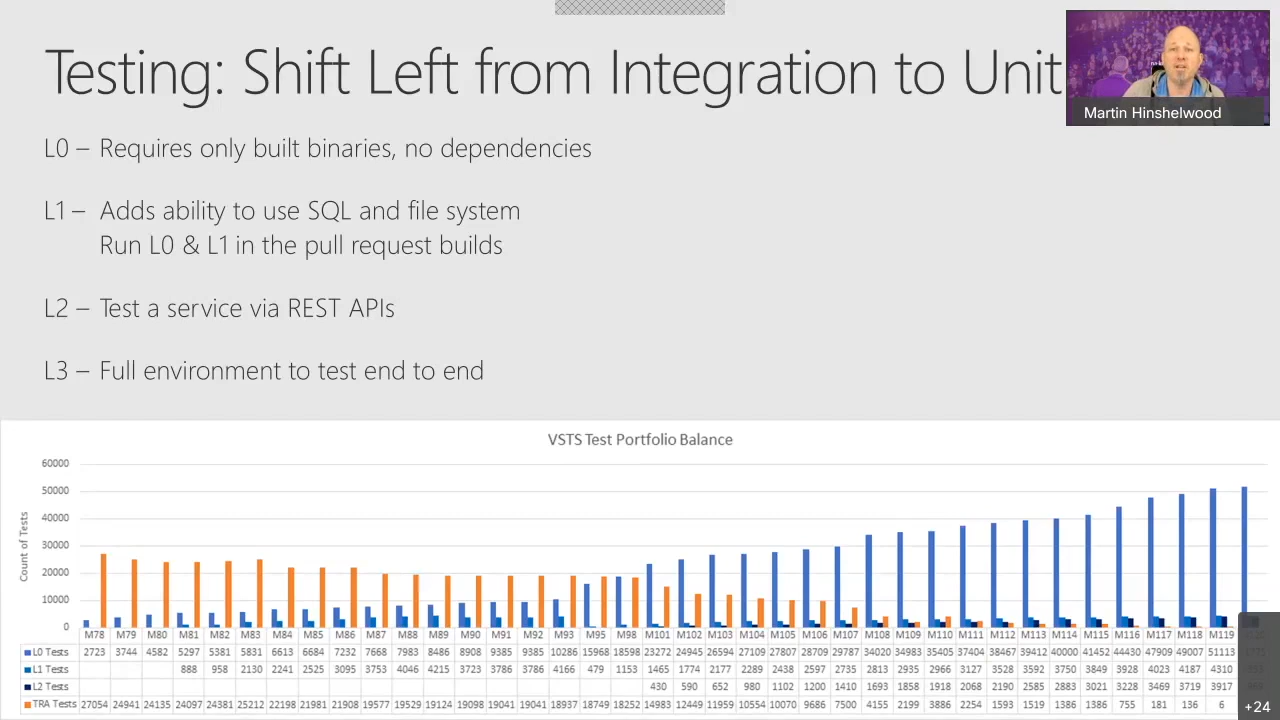 Testing: Shift Left from Integration to Unit
Martin Hinshelwood
L0 – Requires only built binaries, no dependencies
L1 – Adds ability to use SQL and file system
Run L0 & L1 in the pull request builds
L2 – Test a service via REST APIs
L3 – Full environment to test end to end
VSTS Test Portfolio Balance
Count of Tests
60000
50000
40000
30000
20000
10000
0
M78 M79 M80 M81 M82 M83 M84 M85 M86 M87 M88 M89 M90 M91 M92 M93 M95 M98 M101 M102 M103 M104 M105 M106 M107 M108 M109 M110 M111 M112 M113 M114 M115 M116 M117 M118 M119
L0 Tests 2723 3744 4582 5297 5381 5831 6613 6684 7232 7668 7983 8486 8908 9385 9385 10286 15968 18598 23272 24945 26594 27109 27807 28709 29785 34020 34983 35405 37404 38467 39412 40000 41452 44430 47909 49007 51113
L1 Tests 888 958 2130 2241 2525 3095 3753 4046 4215 3723 3786 3786 4166 479 1153 1465 1774 2177 2289 2438 2597 2735 2813 2935 2966 3127 3528 3592 3750 3849 3928 4023 4187 4310
L2 Tests 430 590 652 980 1102 1200 1410 1693 1858 1918 2068 2190 2585 2883 3021 3228 3469 3719 3917
TRA Tests 27054 24941 24135 24097 24381 25212 22198 21981 21908 19577 19529 19124 19098 19041 19041 18937 18749 18252 14983 12449 11959 10554 10070 9686 7500 4155 2199 3886 2254 1593 1519 1386 1386 755 181 136 6
+24